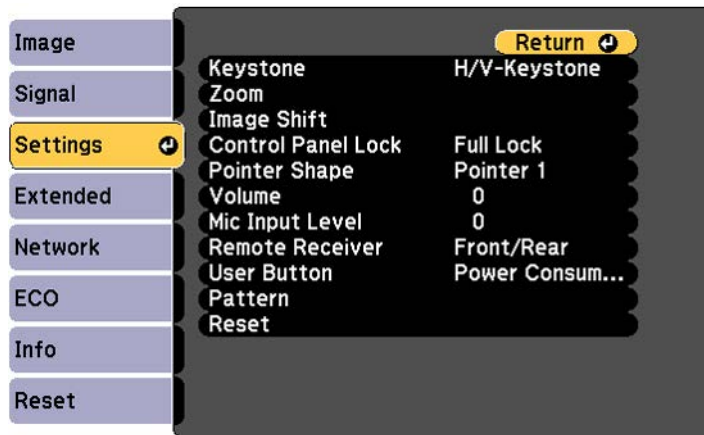 Image
Signal
Settings
Extended
Network
ECO
Info
Reset
Return
Keystone H/V-Keystone
Zoom
Image Shift
Control Panel Lock Full Lock
Pointer Shape Pointer 1
Volume 0
Mic Input Level 0
Remote Receiver Front/Rear
User Button Power Consum...
Pattern
Reset